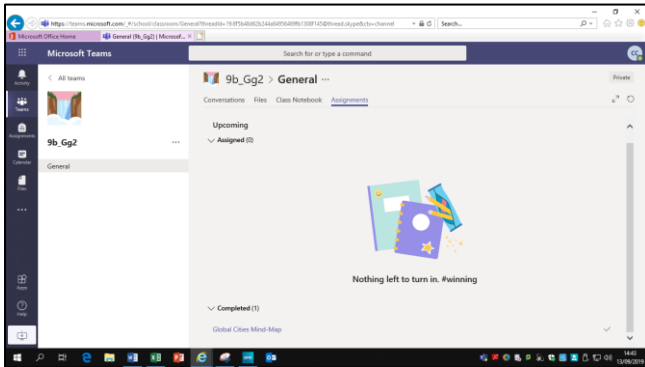 Search...
Microsoft Office Home
General (9b_Gg2) | Microsof...
Microsoft Teams
Search for or type a command
CC
Activity
Teams
Assignments
Calendar
Files
Apps
Help
All teams
9b_Gg2
General
9b_Gg2 > General
Private
Conversations Files Class Notebook Assignments
Upcoming
Assigned (0)
Nothing left to turn in. #winning
Completed (1)
Global Cities Mind-Map
14:43
13/09/2019